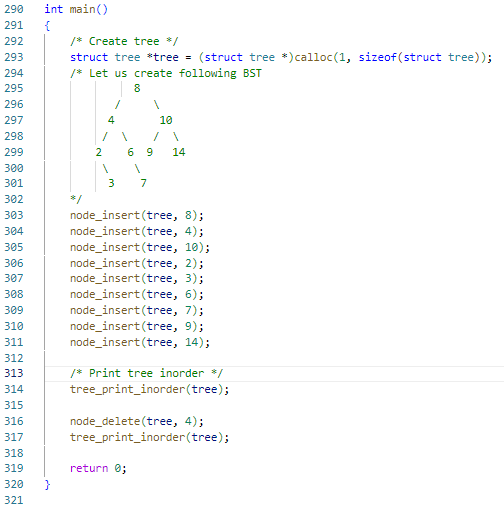 290 int main()
291 {
292     /* Create tree */
293     struct tree *tree = (struct tree *)calloc(1, sizeof(struct tree));
294     /* Let us create following BST
295               8
296            /     \
297           4       10
298          / \    /  \
299         2    6 9   14
300          \    \
301           3    7
302     */
303     node_insert(tree, 8);
304     node_insert(tree, 4);
305     node_insert(tree, 10);
306     node_insert(tree, 2);
307     node_insert(tree, 3);
308     node_insert(tree, 6);
309     node_insert(tree, 7);
310     node_insert(tree, 9);
311     node_insert(tree, 14);
312
313     /* Print tree inorder */
314     tree_print_inorder(tree);
315
316     node_delete(tree, 4);
317     tree_print_inorder(tree);
318
319     return 0;
320 }
321